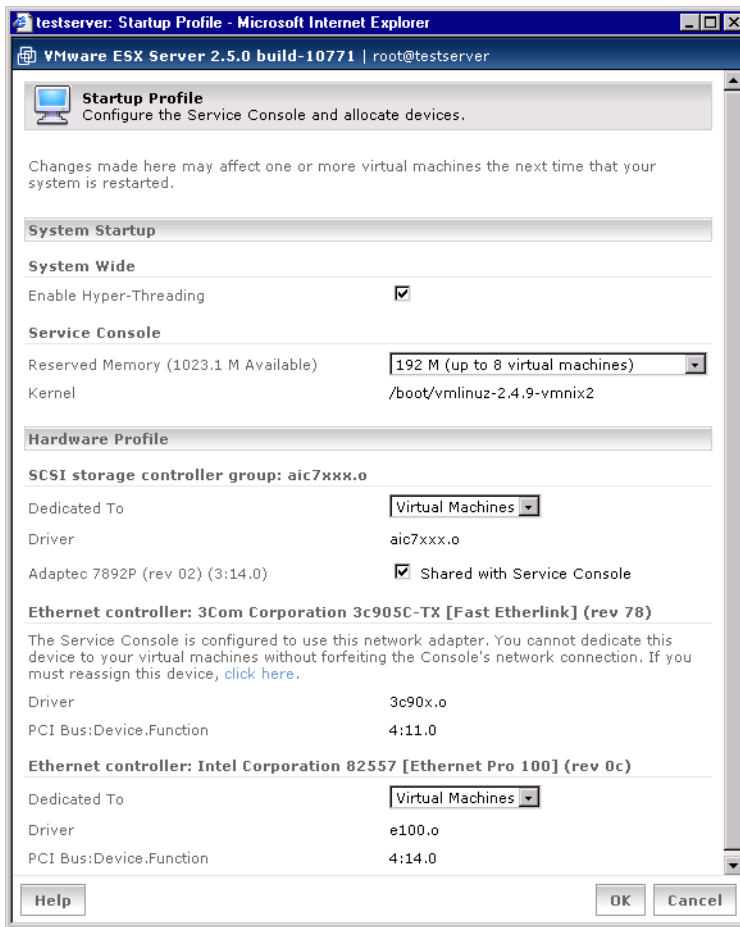 testserver: Startup Profile - Microsoft Internet Explorer
VMware ESX Server 2.5.0 build-10771 | root@testserver
Startup Profile
Configure the Service Console and allocate devices.
Changes made here may affect one or more virtual machines the next time that your
system is restarted.
System Startup
System Wide
Enable Hyper-Threading
Service Console
Reserved Memory (1023.1 M Available) 192 M (up to 8 virtual machines)
Kernel /boot/vmlinuz-2.4.9-vmnix2
Hardware Profile
SCSI storage controller group: aic7xxx.o
Dedicated To Virtual Machines
Driver aic7xxx.o
Adaptec 7892P (rev 02) (3:14.0) Shared with Service Console
Ethernet controller: 3Com Corporation 3c905C-TX [Fast Etherlink] (rev 78)
The Service Console is configured to use this network adapter. You cannot dedicate this
device to your virtual machines without forfeiting the Console's network connection. If you
must reassign this device, click here.
Driver 3c90x.o
PCI Bus:Device.Function 4:11.0
Ethernet controller: Intel Corporation 82557 [Ethernet Pro 100] (rev 0c)
Dedicated To Virtual Machines
Driver e100.o
PCI Bus:Device.Function 4:14.0
Help OK Cancel